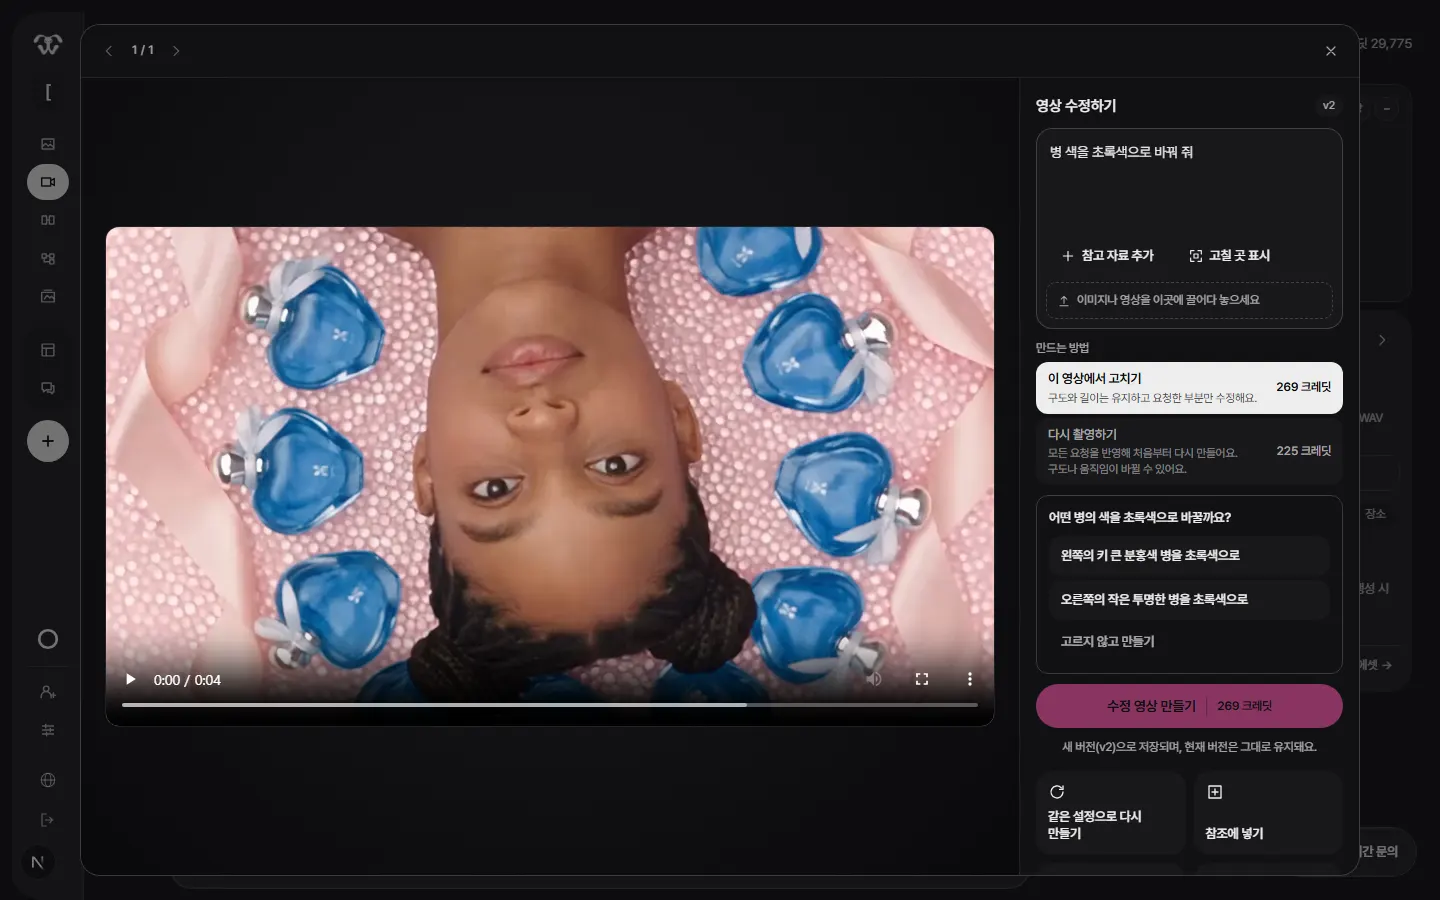 1 / 1
29,775
영상 수정하기
v2
병 색을 초록색으로 바꿔 줘
참고 자료 추가
고칠 곳 표시
이미지나 영상을 이곳에 끌어다 놓으세요
만드는 방법
이 영상에서 고치기
구도와 길이는 유지하고 요청한 부분만 수정해요.
269 크레딧
다시 촬영하기
모든 요청을 반영해 처음부터 다시 만들어요.
구도나 움직임이 바뀔 수 있어요.
225 크레딧
WAV
어떤 병의 색을 초록색으로 바꿀까요?
장소
왼쪽의 키 큰 분홍색 병을 초록색으로
오른쪽의 작은 투명한 병을 초록색으로
고르지 않고 만들기
0:00 / 0:04
수정 영상 만들기
269 크레딧
새 버전(v2)으로 저장되며, 현재 버전은 그대로 유지돼요.
같은 설정으로 다시
만들기
참조에 넣기
문의
N